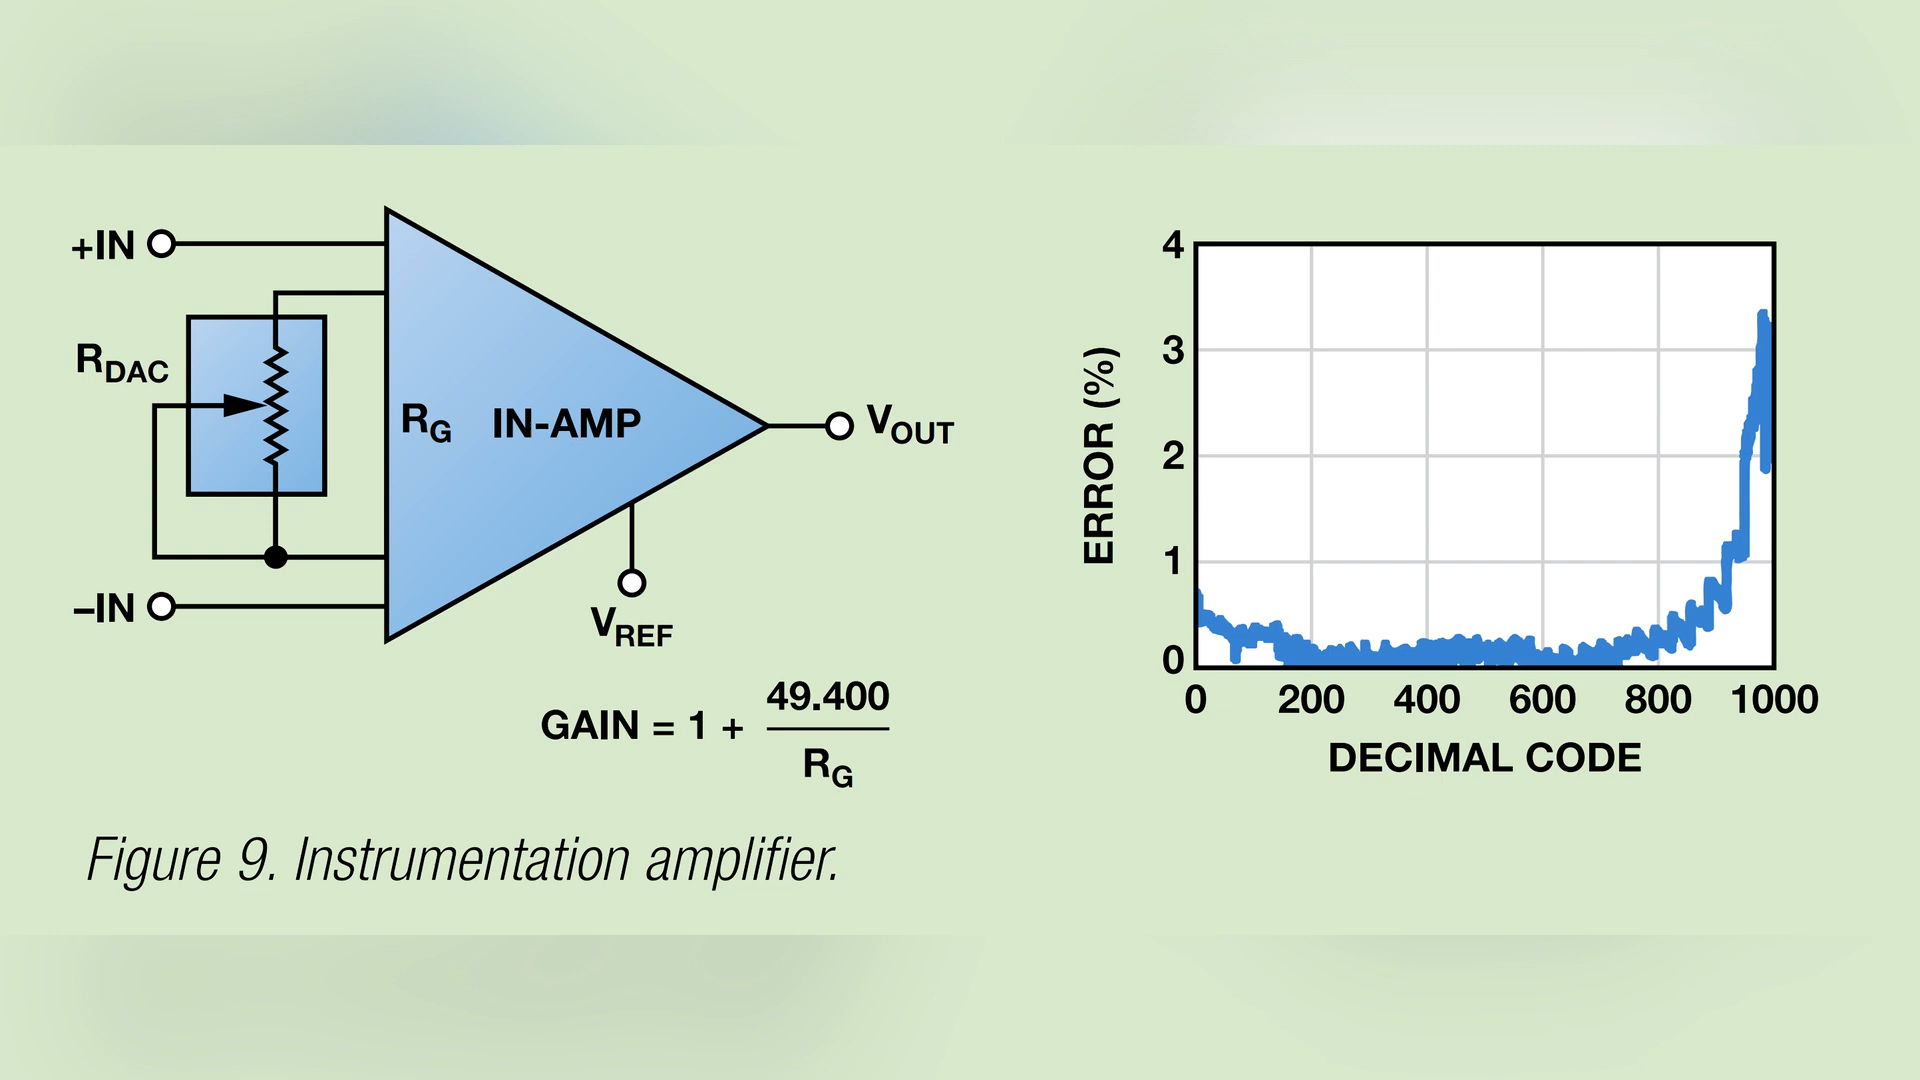 +IN
RDAC
RG IN-AMP
VOUT
–IN
VREF
GAIN = 1 + 49.400
RG
Figure 9. Instrumentation amplifier.
4
3
2
1
0
ERROR (%)
0 200 400 600 800 1000
DECIMAL CODE